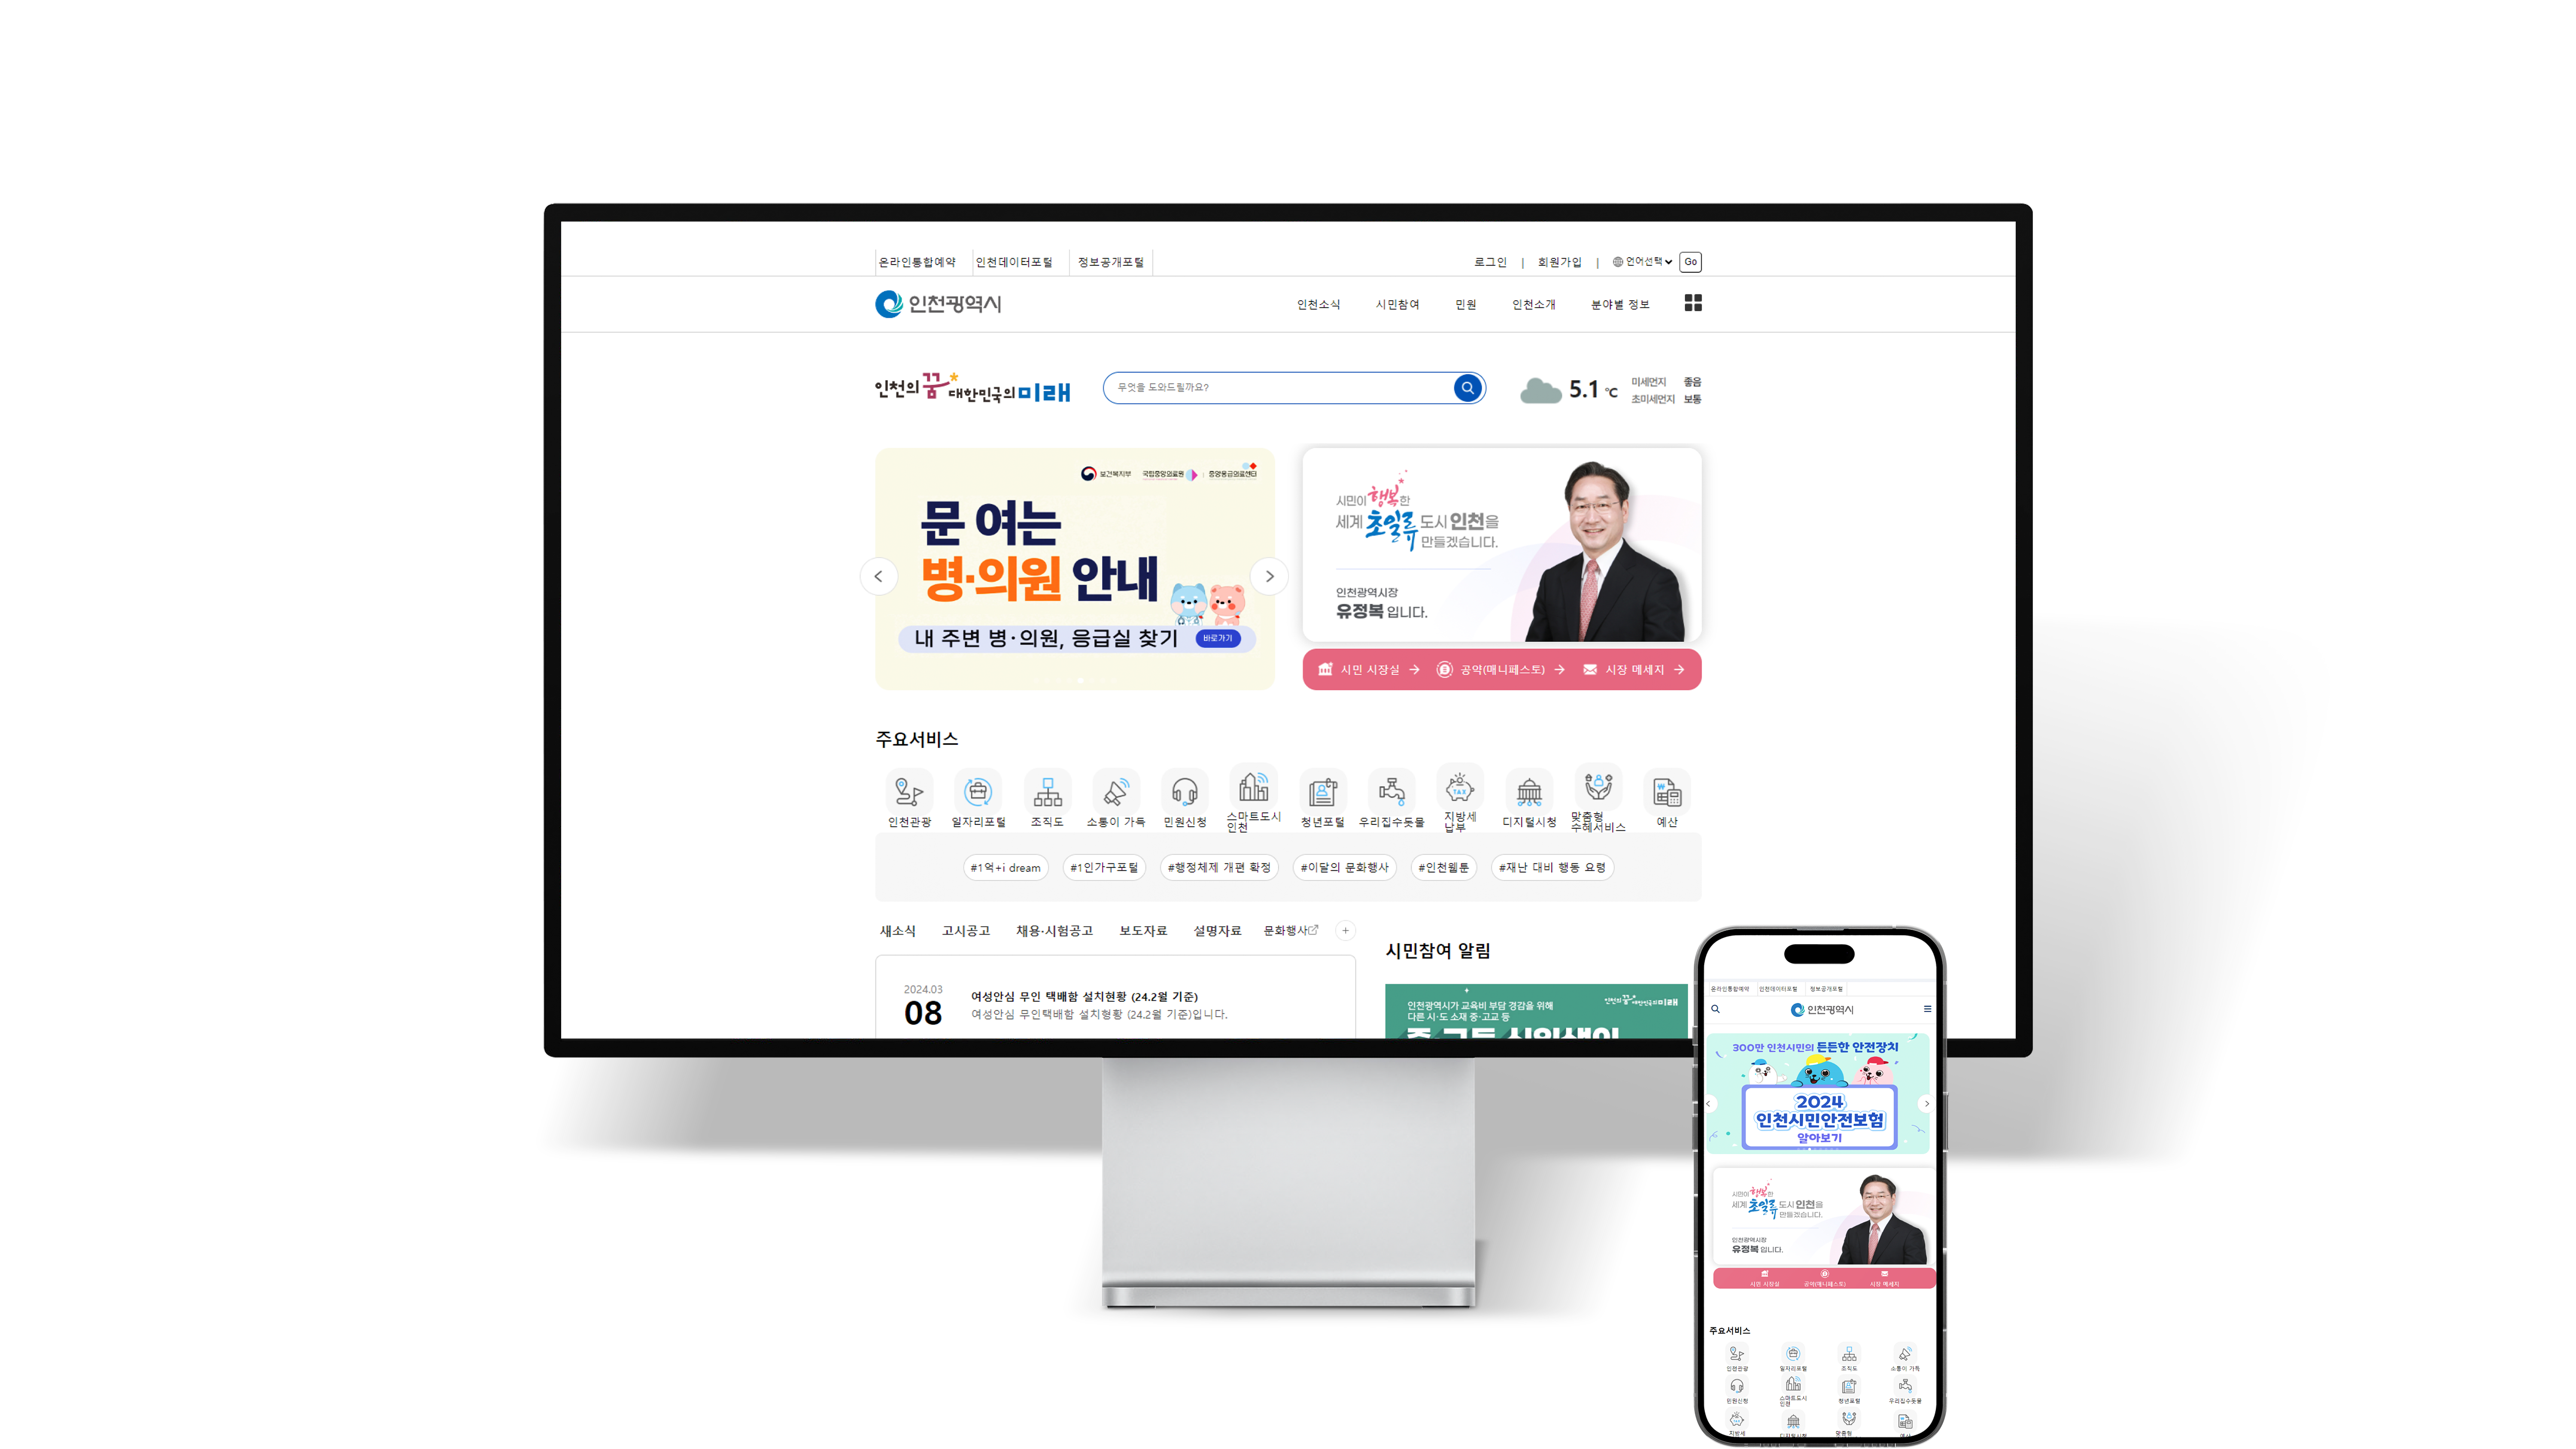 온라인통합예약 인천데이터포털 정보공개포털
로그인 | 회원가입 | 언어선택 Go
인천광역시
인천소식 시민참여 민원 인천소개 분야별 정보
인천의 꿈 대한민국의 미래
무엇을 도와드릴까요?
5.1 ℃
미세먼지 좋음
초미세먼지 보통
보건복지부 국립중앙의료원 중앙응급의료센터
문 여는
병·의원 안내
내 주변 병·의원, 응급실 찾기 바로가기
시민이 행복한
세계 초일류 도시 인천을
만들겠습니다.
인천광역시장
유정복 입니다.
시민 시장실 공약(매니페스토) 시장 메세지
주요서비스
인천관광
일자리포털
조직도
소통이 가득
민원신청
스마트도시
인천
청년포털
우리집수돗물
지방세
납부
TAX
디지털시청
맞춤형
수혜서비스
예산
#1억+i dream #1인가구포털 #행정체제 개편 확정 #이달의 문화행사 #인천웹툰 #재난 대비 행동 요령
새소식 고시공고 채용·시험공고 보도자료 설명자료 문화행사 +
2024.03
08
여성안심 무인 택배함 설치현황 (24.2월 기준)
여성안심 무인택배함 설치형황 (24.2월 기준)입니다.
시민참여 알림
인천광역시가 교육비 부담 경감을 위해
다른 시·도 소재 중·고교 등
인천의 꿈 대한민국의 미래
온라인통합예약 인천데이터포털 정보공개포털
인천광역시
300만 인천시민의 든든한 안전장치
2024
인천시민안전보험
알아보기
시민이 행복한
세계 초일류 도시 인천을
만들겠습니다.
인천광역시장
유정복 입니다.
시민 시장실 공약(매니페스토) 시장 메세지
주요서비스
인천관광 일자리포털 조직도 소통이 가득
민원신청 스마트도시 인천 청년포털 우리집수돗물
지방세 디지털시청 맞춤형